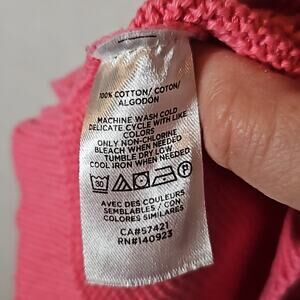 100% COTTON/ COTON/
ALGODON
MACHINE WASH COLD
DELICATE CYCLE WITH LIKE
COLORS
ONLY NON-CHLORINE
BLEACH WHEN NEEDED
TUMBLE DRY LOW
COOL IRON WHEN NEEDED
30
P
AVEC DES COULEURS
SEMBLABLES / CON
COLORES SIMILARES
CA#57421
RN#140923